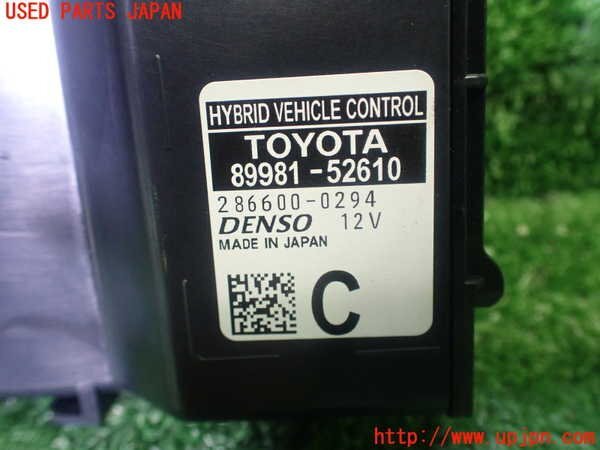 USED PARTS JAPAN
HYBRID VEHICLE CONTROL
TOYOTA
89981-52610
286600-0294
DENSO 12V
MADE IN JAPAN
C
http://www.upjpn.com/